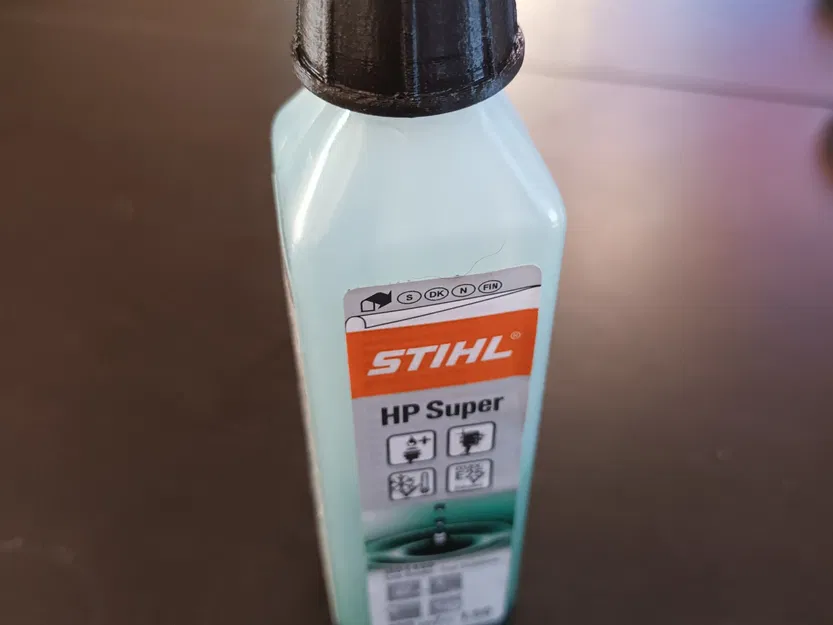 S DK N FIN
STIHL®
HP Super